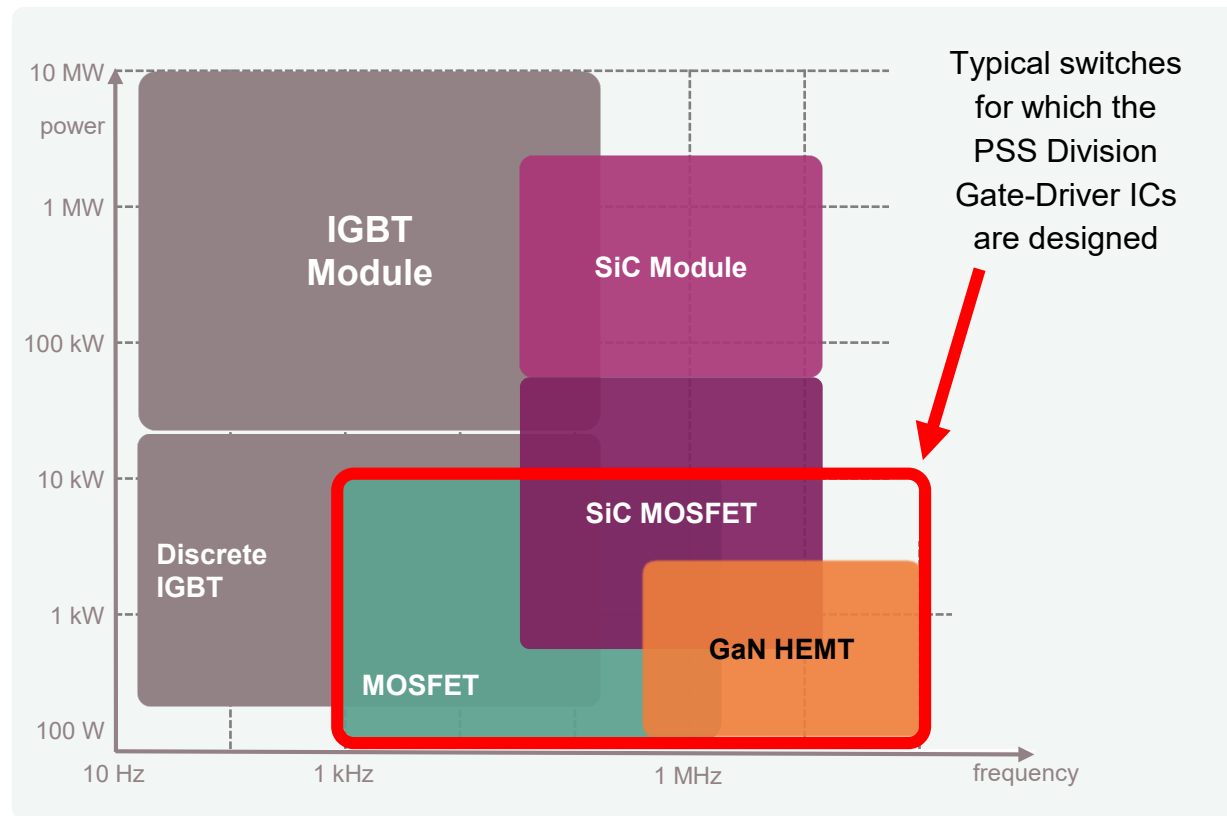 Typical switches
for which the
PSS Division
Gate-Driver ICs
are designed
10 MW
power
1 MW
100 kW
10 kW
1 kW
100 W
IGBT
Module
SiC Module
SiC MOSFET
Discrete
IGBT
GaN HEMT
MOSFET
10 Hz
1 kHz
1 MHz
frequency